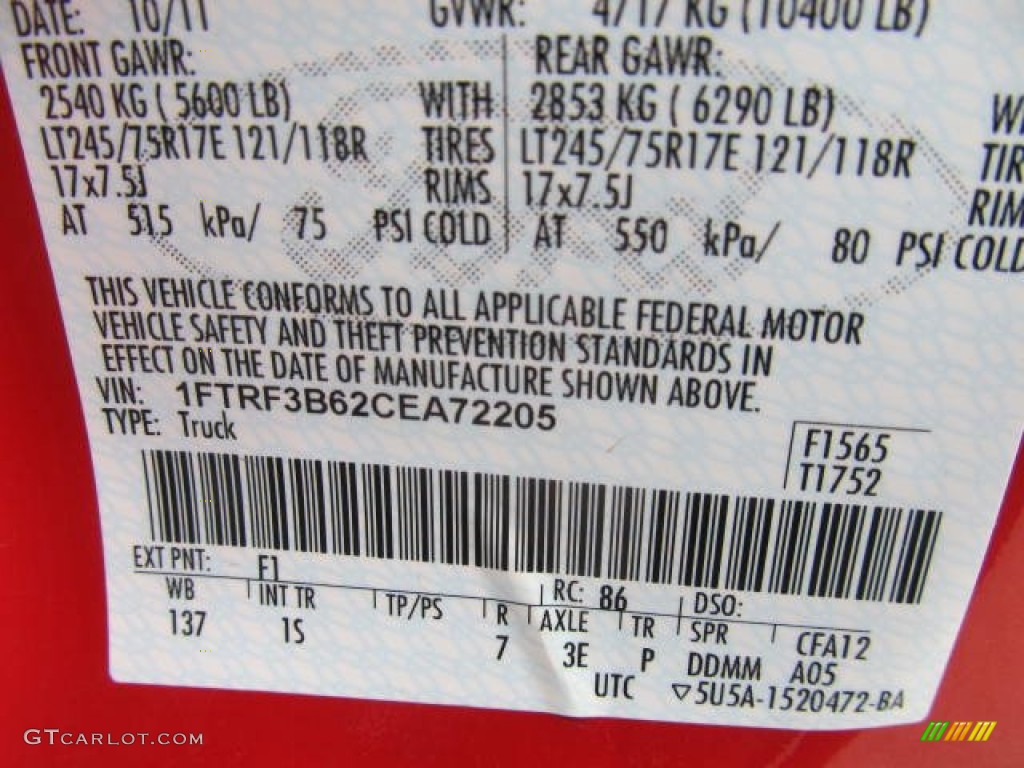 DATE: 10/11 GVWR: 4717 KG (10400 LB)
FRONT GAWR: REAR GAWR:
2540 KG ( 5600 LB) WITH 2853 KG ( 6290 LB) WI
LT245/75R17E 121/118R TIRES LT245/75R17E 121/118R TIR
17x7.5J RIMS 17x7.5J RIM
AT 515 kPa/ 75 PSI COLD AT 550 kPa/ 80 PSI COLD
THIS VEHICLE CONFORMS TO ALL APPLICABLE FEDERAL MOTOR
VEHICLE SAFETY AND THEFT PREVENTION STANDARDS IN
EFFECT ON THE DATE OF MANUFACTURE SHOWN ABOVE.
VIN: 1FTRF3B62CEA72205
TYPE: Truck
F1565
T1752
EXT PNT: F1 RC: 86 DSO:
WB INT TR TP/PS R AXLE TR SPR CFA12
137 1S 7 3E P DDMM A05
UTC ▽5U5A-1520472-BA
GTCARLOT.COM